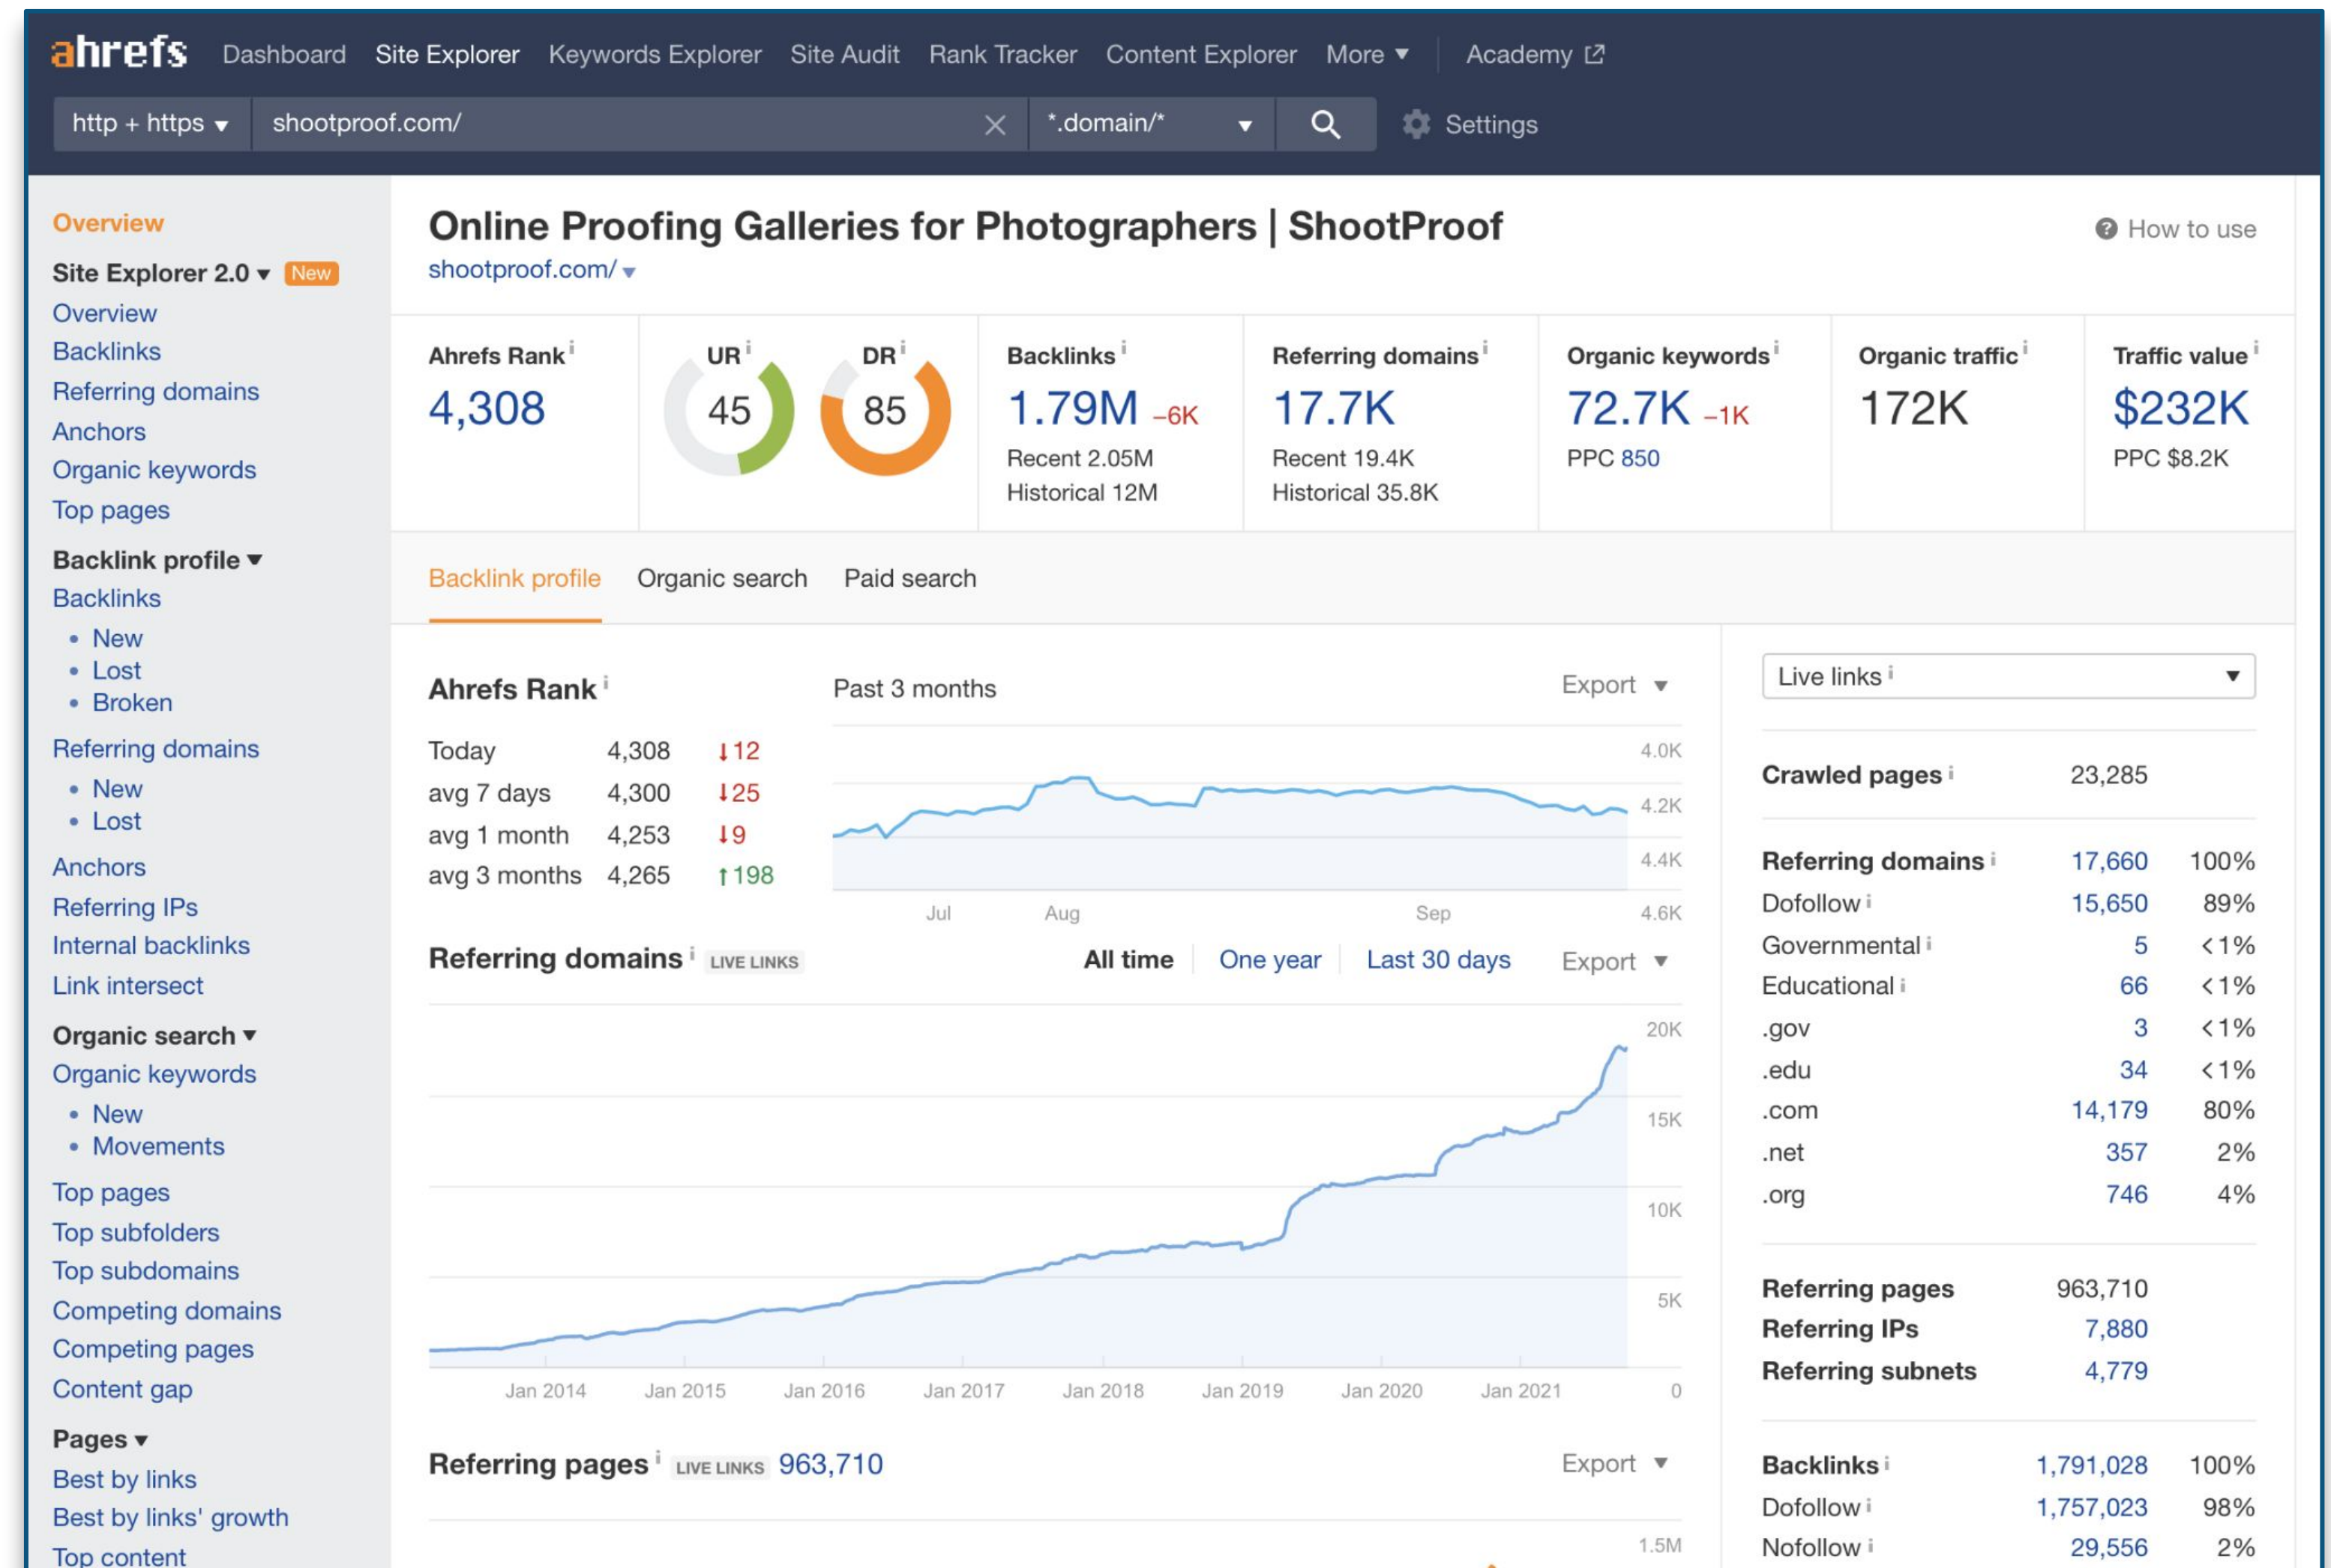 ahrefs Dashboard Site Explorer Keywords Explorer Site Audit Rank Tracker Content Explorer More Academy
http + https shootproof.com/ *.domain/* Settings
Overview
Site Explorer 2.0 New
Overview
Backlinks
Referring domains
Anchors
Organic keywords
Top pages
Backlink profile
Backlinks
New
Lost
Broken
Referring domains
New
Lost
Anchors
Referring IPs
Internal backlinks
Link intersect
Organic search
Organic keywords
New
Movements
Top pages
Top subfolders
Top subdomains
Competing domains
Competing pages
Content gap
Pages
Best by links
Best by links' growth
Top content
Online Proofing Galleries for Photographers | ShootProof
How to use
shootproof.com/
Ahrefs Rank
4,308
UR
45
DR
85
Backlinks
1.79M –6K
Recent 2.05M
Historical 12M
Referring domains
17.7K
Recent 19.4K
Historical 35.8K
Organic keywords
72.7K –1K
PPC 850
Organic traffic
172K
Traffic value
$232K
PPC $8.2K
Backlink profile Organic search Paid search
Ahrefs Rank
Today 4,308 ↓12
avg 7 days 4,300 ↓25
avg 1 month 4,253 ↓9
avg 3 months 4,265 ↑198
Past 3 months Export
4.0K
4.2K
4.4K
4.6K
Jul Aug Sep
Referring domains LIVE LINKS All time One year Last 30 days Export
20K
15K
10K
5K
0
Jan 2014 Jan 2015 Jan 2016 Jan 2017 Jan 2018 Jan 2019 Jan 2020 Jan 2021
Referring pages LIVE LINKS 963,710 Export
1.5M
Live links
Crawled pages 23,285
Referring domains 17,660 100%
Dofollow 15,650 89%
Governmental 5 <1%
Educational 66 <1%
.gov 3 <1%
.edu 34 <1%
.com 14,179 80%
.net 357 2%
.org 746 4%
Referring pages 963,710
Referring IPs 7,880
Referring subnets 4,779
Backlinks 1,791,028 100%
Dofollow 1,757,023 98%
Nofollow 29,556 2%